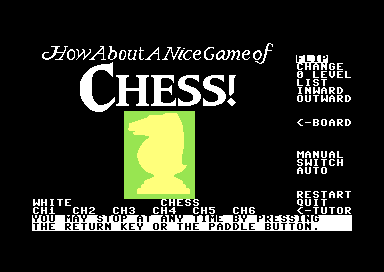 How About A Nice Game of
CHESS!
FLIP
CHANGE
0 LEVEL
LIST
INWARD
OUTWARD
<-BOARD
MANUAL
SWITCH
AUTO
RESTART
WHITE CHESS QUIT
CH1 CH2 CH3 CH4 CH5 CH6 <-TUTOR
YOU MAY STOP AT ANY TIME BY PRESSING
THE RETURN KEY OR THE PADDLE BUTTON.